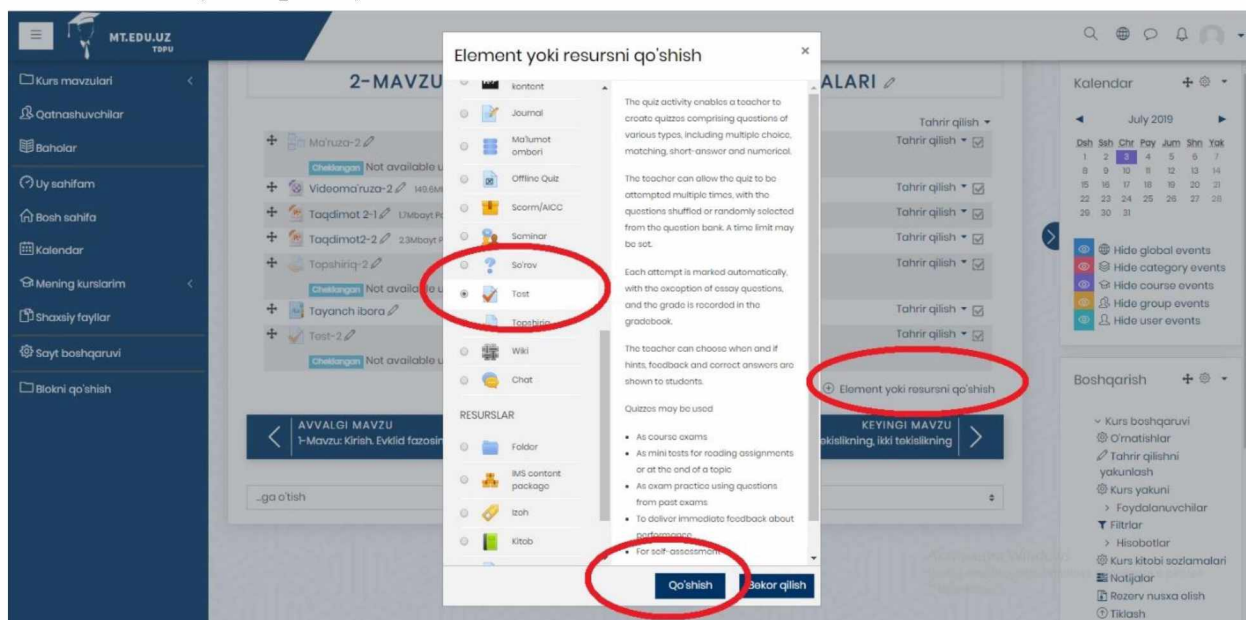 MT.EDU.UZ
TDPU
Kurs mavzulari
Qatnashuvchilar
Baholar
Uy sahifam
Bosh sahifa
Kalendar
Mening kurslarim
Shaxsiy fayllar
Sayt boshqaruvi
Blokni qo'shish
2-MAVZU
ALARI
Tahrir qilish
Ma'ruza-2
Tahrir qilish
Cheklangan Not available u
Videoma'ruza-2
Tahrir qilish
Taqdimot 2-1 1.7Mbayt
Tahrir qilish
Taqdimot2-2 2.3Mbayt
Tahrir qilish
Topshiriq-2
Tahrir qilish
Cheklangan Not available u
Tayanch ibora
Tahrir qilish
Test-2
Tahrir qilish
Cheklangan Not available u
Element yoki resursni qo'shish
AVVALGI MAVZU
1-Mavzu: Kirish. Evklid fazosin
KEYINGI MAVZU
ekislikning, ikki tekislikning
...ga o'tish
Element yoki resursni qo'shish
kontent
Journal
Ma'lumot
ombori
Offline Quiz
Scorm/AICC
Seminar
So'rov
Test
Topshiriq
Wiki
Chat
RESURSLAR
Folder
IMS content
package
Izoh
Kitob
The quiz activity enables a teacher to
create quizzes comprising questions of
various types, including multiple choice,
matching, short-answer and numerical.
The teacher can allow the quiz to be
attempted multiple times, with the
questions shuffled or randomly selected
from the question bank. A time limit may
be set.
Each attempt is marked automatically,
with the exception of essay questions,
and the grade is recorded in the
gradebook.
The teacher can choose when and if
hints, feedback and correct answers are
shown to students.
Quizzes may be used
• As course exams
• As mini tests for reading assignments
or at the end of a topic
• As exam practice using questions
from past exams
• To deliver immediate feedback about
performance
• For self-assessment
Qo'shish
Bekor qilish
Kalendar
July 2019
Dsh Ssh Chr Pay Jum Shn Yak
1 2 3 4 5 6 7
8 9 10 11 12 13 14
15 16 17 18 19 20 21
22 23 24 25 26 27 28
29 30 31
Hide global events
Hide category events
Hide course events
Hide group events
Hide user events
Boshqarish
Kurs boshqaruvi
O'rnatishlar
Tahrir qilishni
yakunlash
Kurs yakuni
Foydalanuvchilar
Filtrlar
Hisobotlar
Kurs kitobi sozlamalari
Natijalar
Rezerv nusxa olish
Tiklash